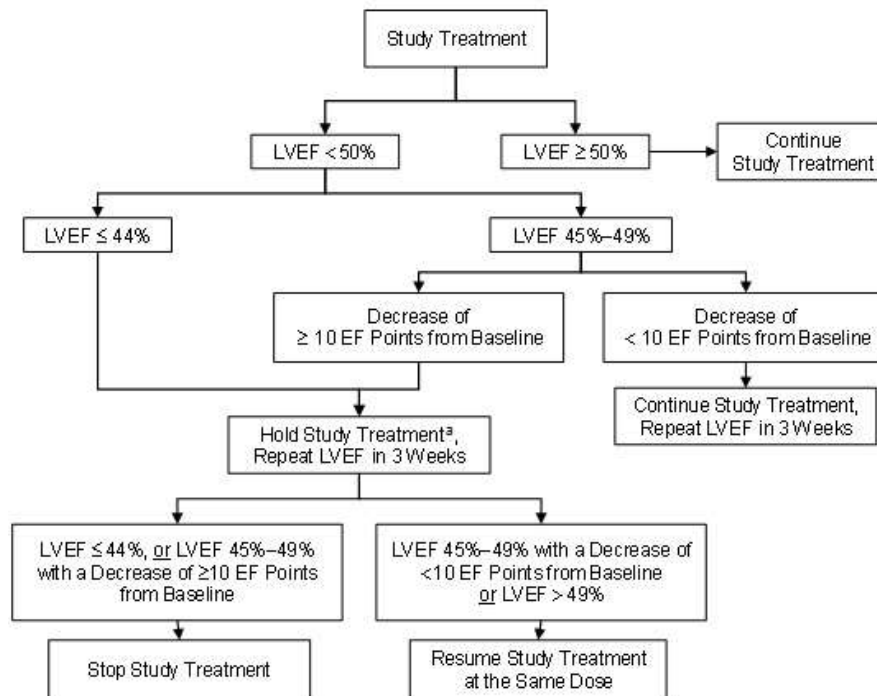 Study Treatment
LVEF < 50%
LVEF ≥ 50%
Continue
Study Treatment
LVEF ≤ 44%
LVEF 45%–49%
Decrease of
≥ 10 EF Points from Baseline
Decrease of
< 10 EF Points from Baseline
Continue Study Treatment,
Repeat LVEF in 3 Weeks
Hold Study Treatmentª,
Repeat LVEF in 3 Weeks
LVEF ≤ 44%, or LVEF 45%–49%
with a Decrease of ≥10 EF Points
from Baseline
LVEF 45%–49% with a Decrease of
<10 EF Points from Baseline
or LVEF > 49%
Stop Study Treatment
Resume Study Treatment
at the Same Dose